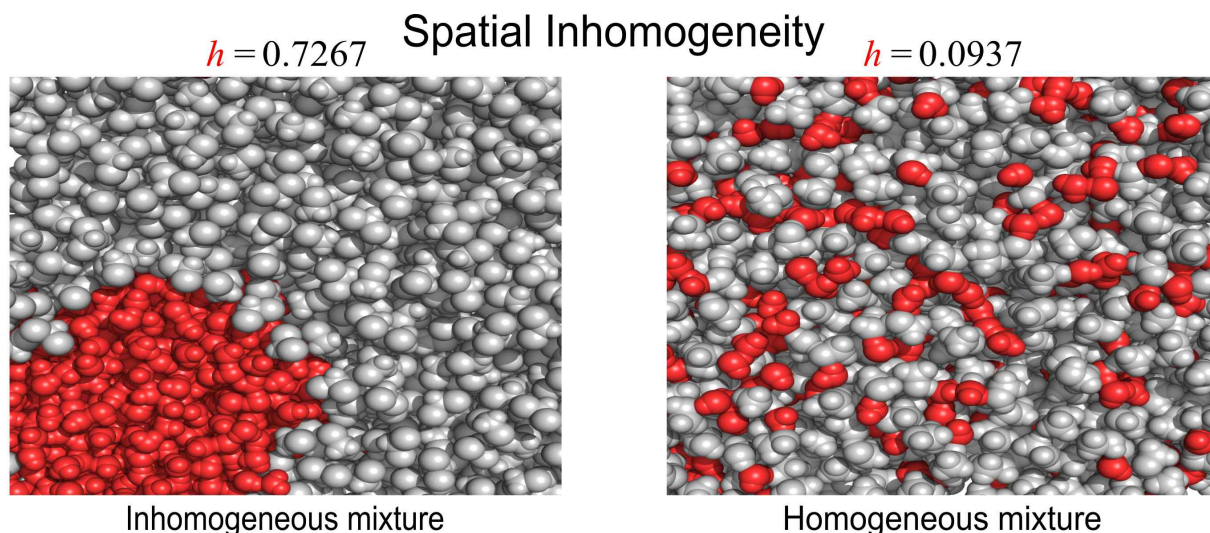 Spatial Inhomogeneity
h = 0.7267
h = 0.0937
Inhomogeneous mixture
Homogeneous mixture